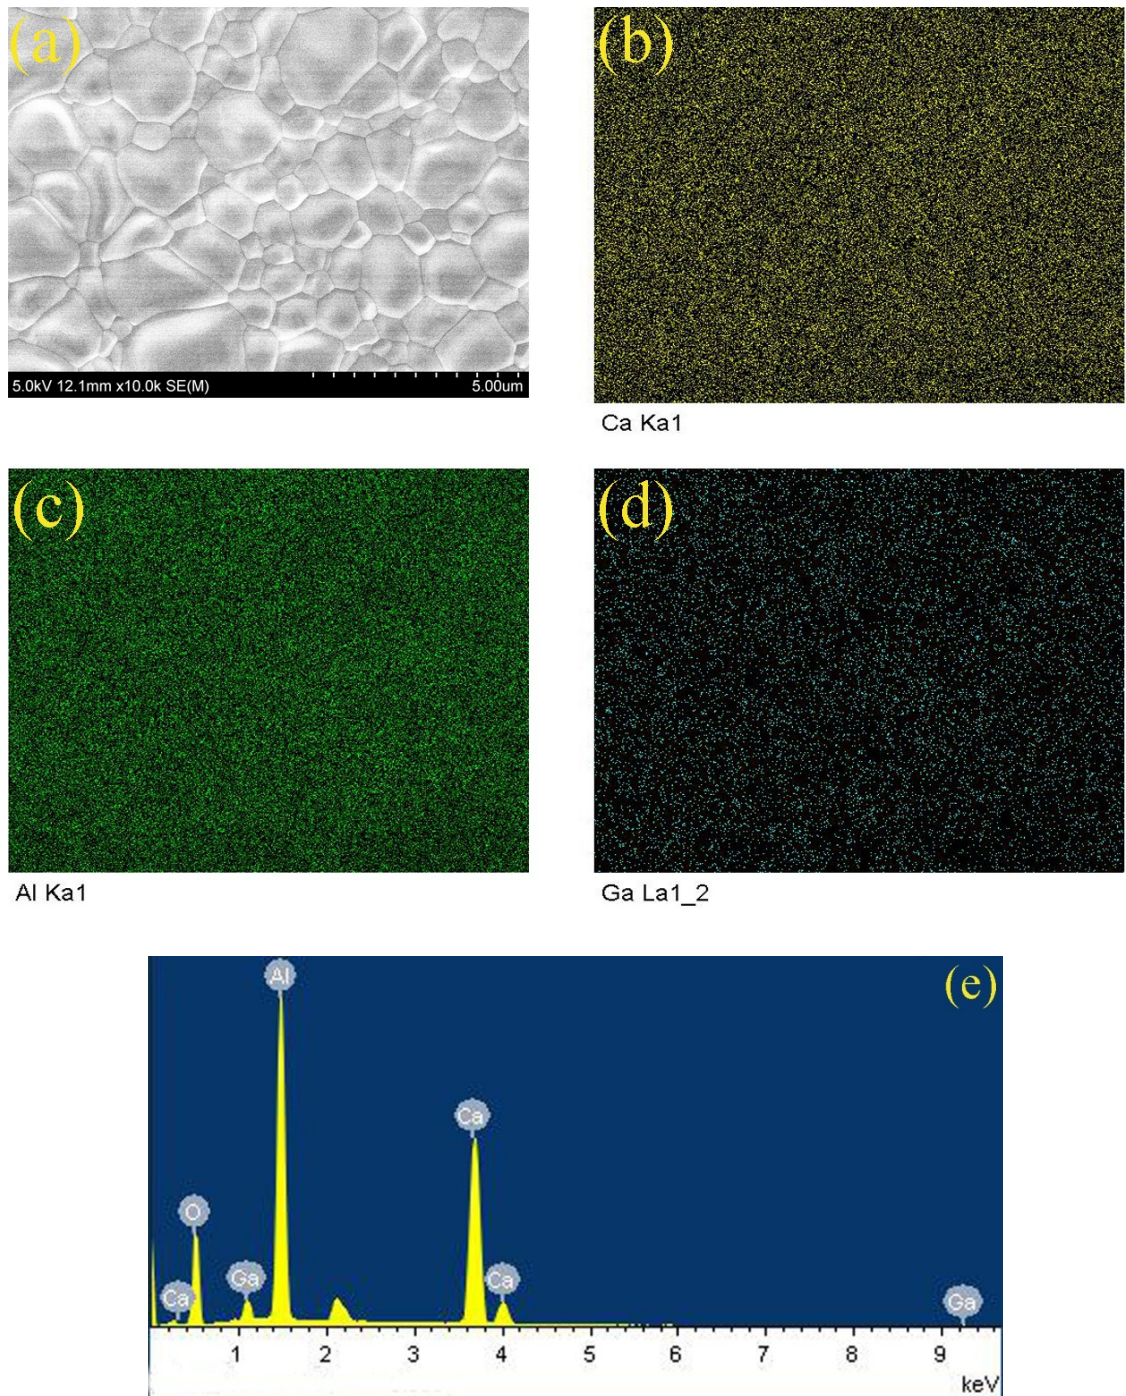 (a)
(b)
5.0kV 12.1mm x10.0k SE(M) 5.00um
Ca Ka1
(c)
(d)
Al Ka1
Ga La1_2
(e)
Al
Ca
O
Ga
Ca
Ca
Ga
1 2 3 4 5 6 7 8 9
keV